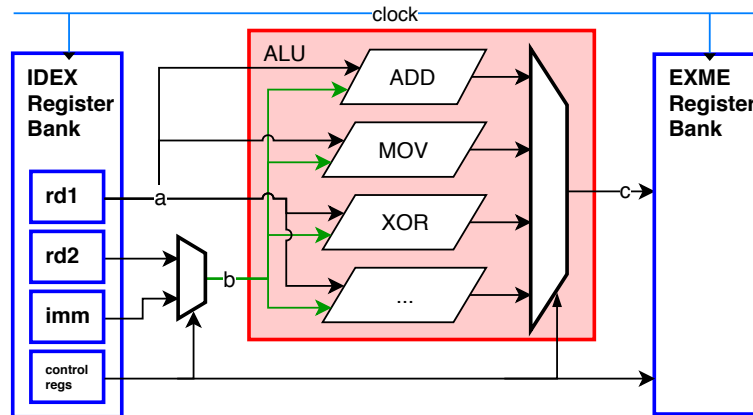 clock
IDEX
Register
Bank
ALU
EXME
Register
Bank
ADD
MOV
rd1
a
XOR
c
rd2
b
imm
...
control
regs